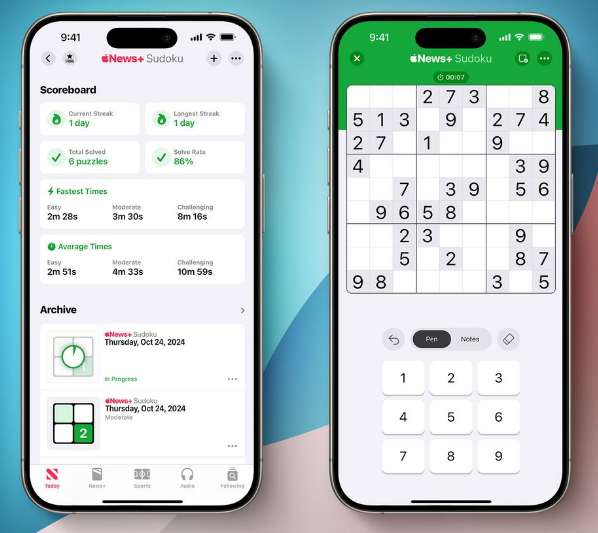 9:41
News+ Sudoku
Scoreboard
Current Streak
1 day
Longest Streak
1 day
Total Solved
6 puzzles
Solve Rate
86%
Fastest Times
Easy Moderate Challenging
2m 28s 3m 30s 8m 16s
Average Times
Easy Moderate Challenging
2m 51s 4m 33s 10m 59s
Archive
News+ Sudoku
Thursday, Oct 24, 2024
In Progress
2
News+ Sudoku
Thursday, Oct 24, 2024
Moderate
Today News+ Sports Audio Following
9:41
News+ Sudoku
00:07
2 7 3 8
5 1 3 9 2 7 4
2 7 1 9
4 3 9
7 3 9 5 6
9 6 5 8
2 3 9
5 2 8 7
9 8 3 5
Pen Notes
1 2 3
4 5 6
7 8 9